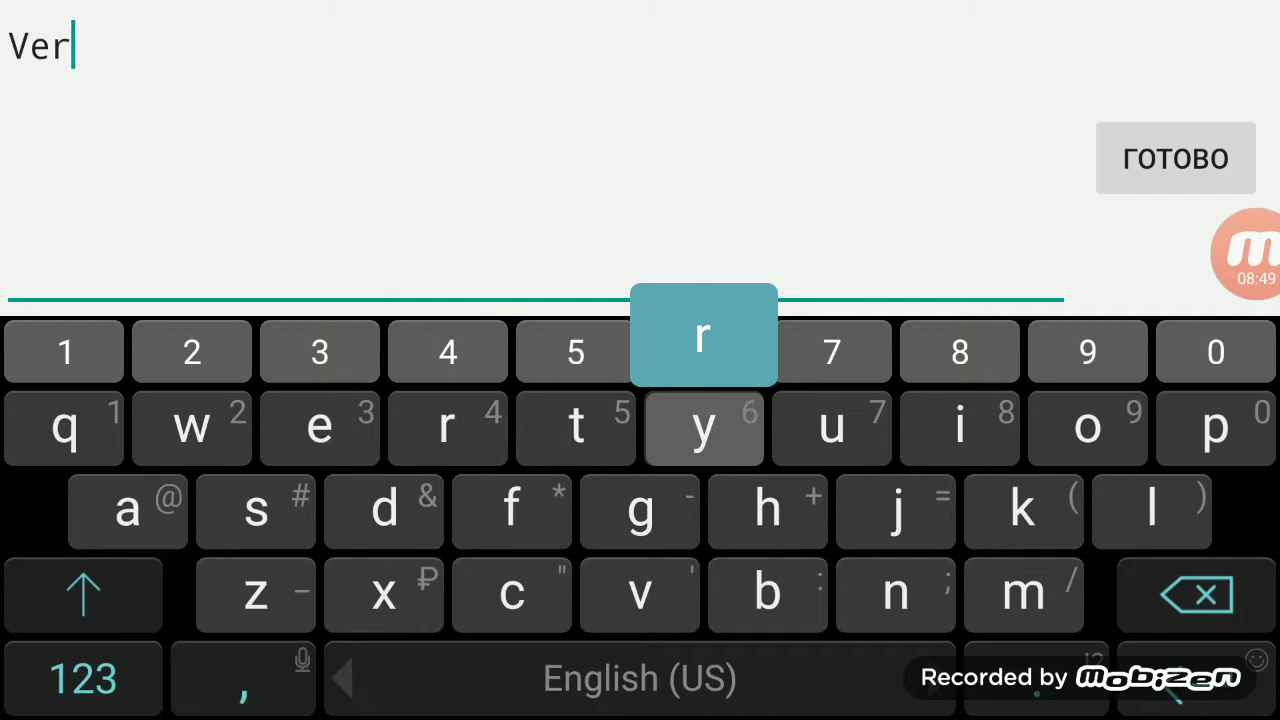 Ver
ГОТОВО
08:49
r
1 2 3 4 5 7 8 9 0
q 1 w 2 e 3 r 4 t 5 y 6 u 7 i 8 o 9 p 0
a @ s # d & f * g - h + j = k ( l )
z _ x ₽ c " v ' b : n ; m /
123 , English (US) . !?
Recorded by mobizen